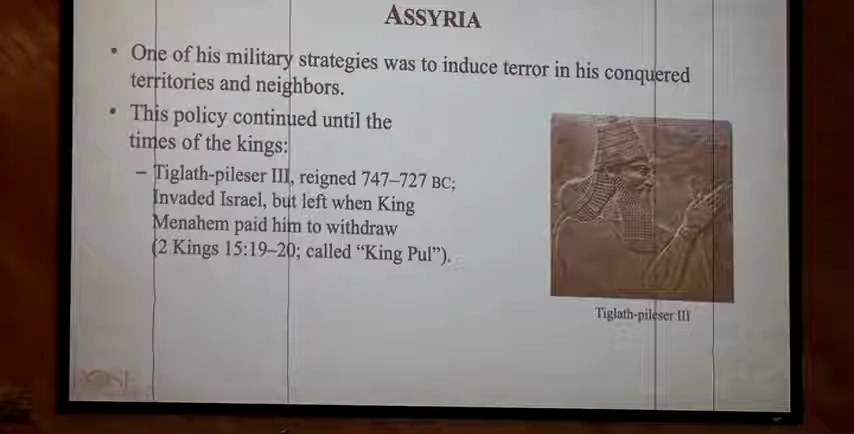 ASSYRIA
• One of his military strategies was to induce terror in his conquered
territories and neighbors.
• This policy continued until the
times of the kings:
– Tiglath-pileser III, reigned 747–727 BC;
Invaded Israel, but left when King
Menahem paid him to withdraw
(2 Kings 15:19–20; called “King Pul”).
Tiglath-pileser III